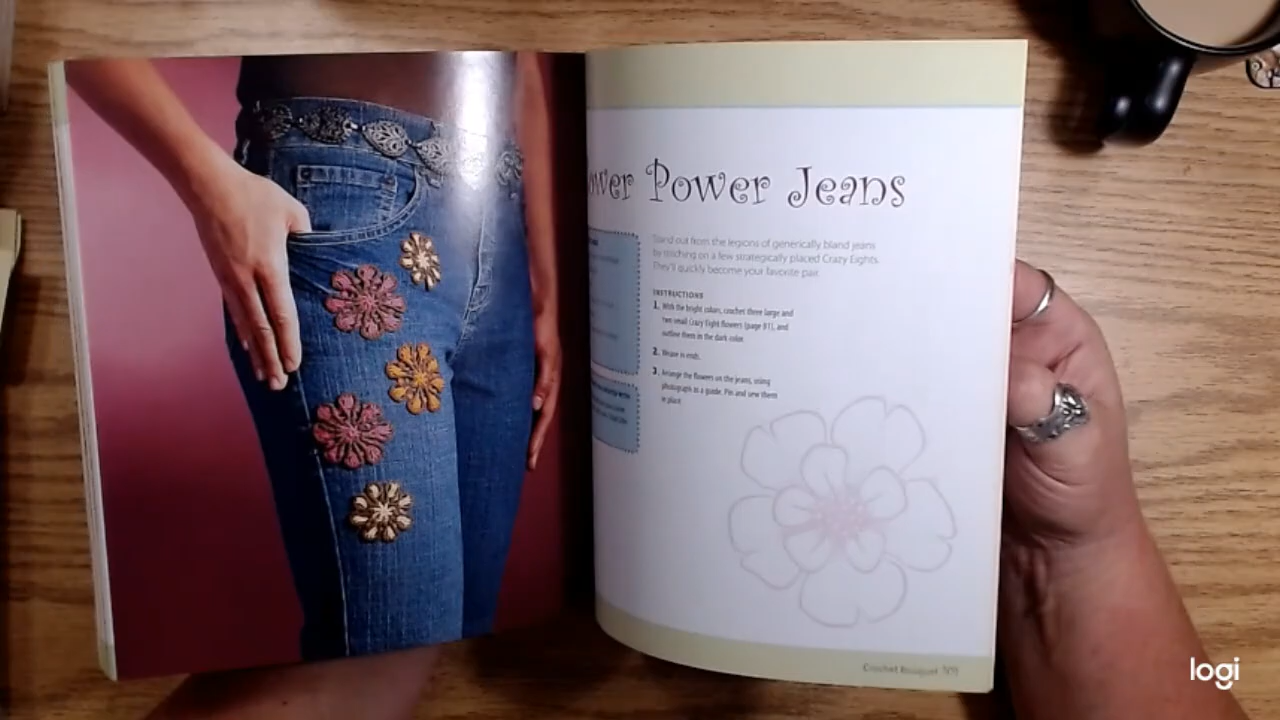 Power Jeans
Stand out from the legions of generically bland jeans
by stitching on a few strategically placed Crazy Eights.
They'll quickly become your favorite pair.
INSTRUCTIONS
1. With the bright colors, crochet three large and
two small Crazy Eight flowers (page 81), and
outline them in the dark color.
2. Weave in ends.
3. Arrange the flowers on the jeans, using
photograph as a guide. Pin and sew them
in place.
Crochet Bouquet
logi